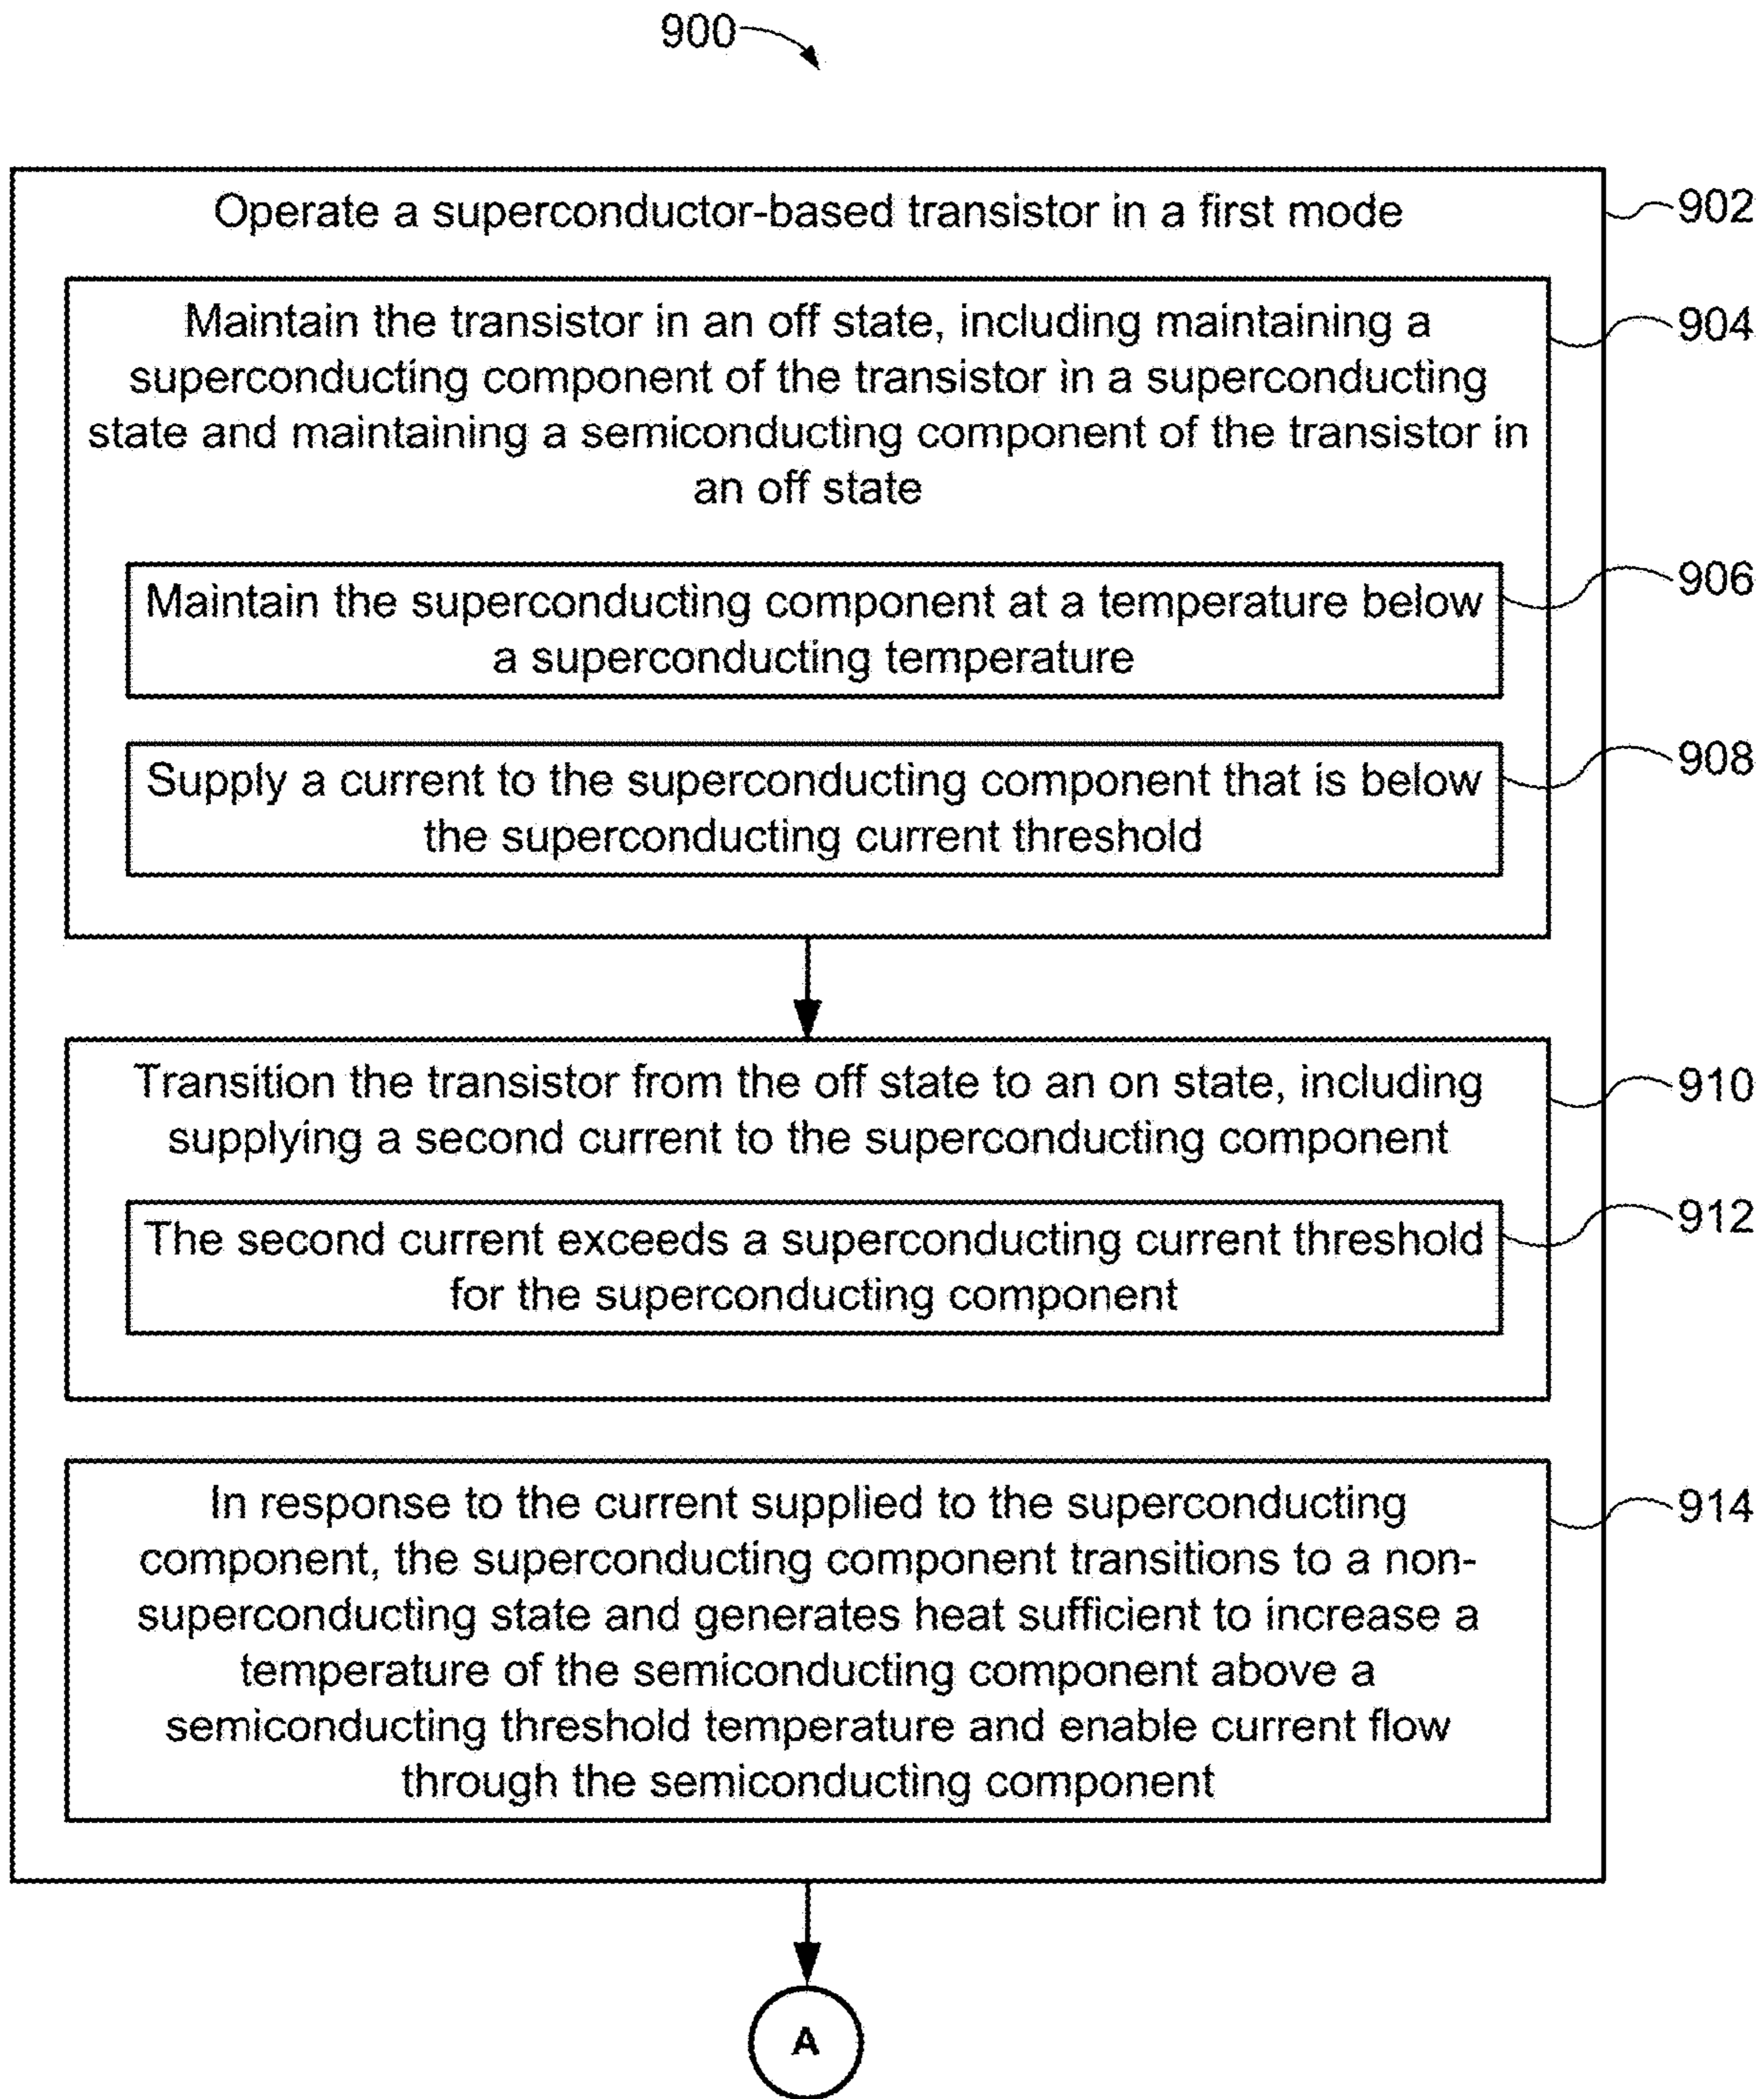 900
Operate a superconductor-based transistor in a first mode
902
Maintain the transistor in an off state, including maintaining a
superconducting component of the transistor in a superconducting
state and maintaining a semiconducting component of the transistor in
an off state
904
Maintain the superconducting component at a temperature below
a superconducting temperature
906
Supply a current to the superconducting component that is below
the superconducting current threshold
908
Transition the transistor from the off state to an on state, including
supplying a second current to the superconducting component
910
The second current exceeds a superconducting current threshold
for the superconducting component
912
In response to the current supplied to the superconducting
component, the superconducting component transitions to a non-
superconducting state and generates heat sufficient to increase a
temperature of the semiconducting component above a
semiconducting threshold temperature and enable current flow
through the semiconducting component
914
A